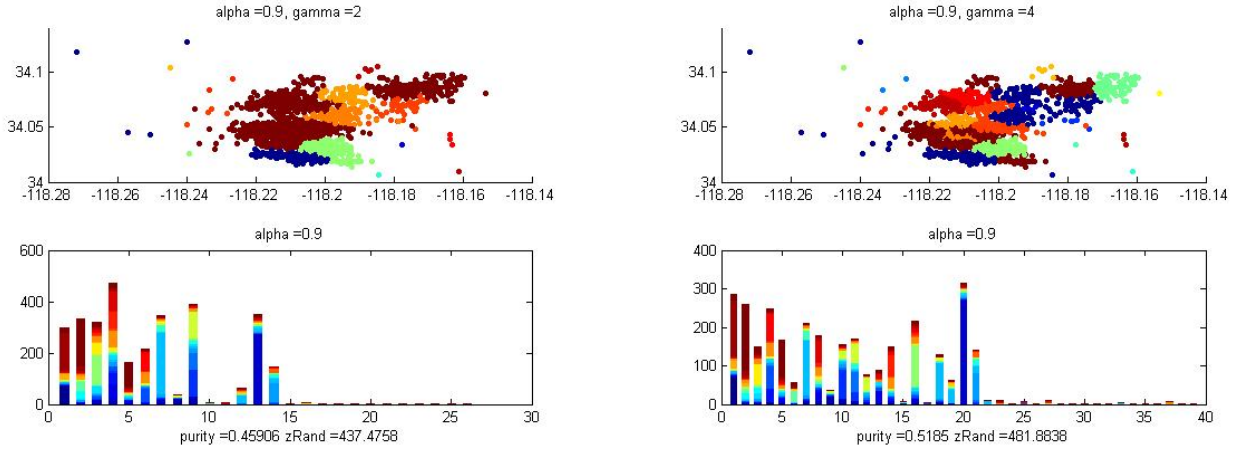 alpha =0.9, gamma =2
34.1
34.05
34
-118.28 -118.26 -118.24 -118.22 -118.2 -118.18 -118.16 -118.14
alpha =0.9, gamma =4
34.1
34.05
34
-118.28 -118.26 -118.24 -118.22 -118.2 -118.18 -118.16 -118.14
alpha =0.9
600
400
200
0
0 5 10 15 20 25 30
purity =0.45906 zRand =437.4758
alpha =0.9
400
300
200
100
0
0 5 10 15 20 25 30 35 40
purity =0.5185 zRand =481.8838